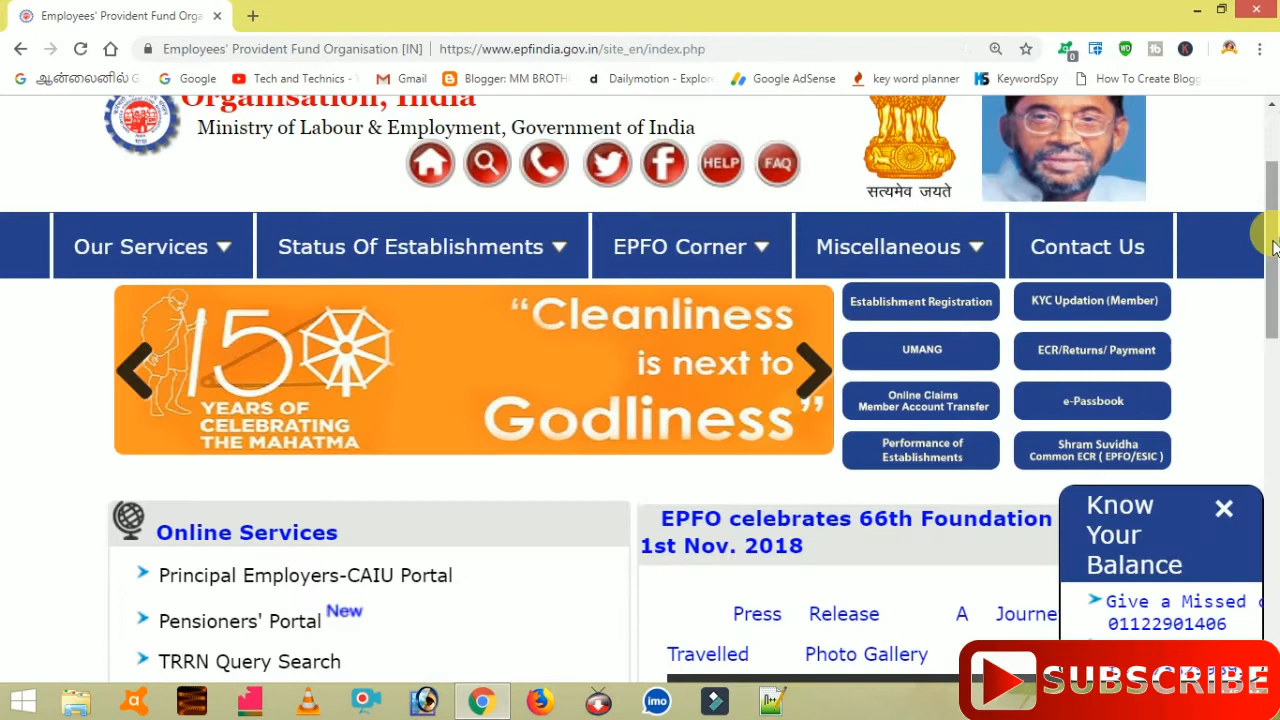 Employees' Provident Fund Orga
Employees' Provident Fund Organisation [IN] | https://www.epfindia.gov.in/site_en/index.php
ஆன்லைனில் G
Google
Tech and Technics -
Gmail
Blogger: MM BROTH
Dailymotion - Explore
Google AdSense
key word planner
KeywordSpy
How To Create Blogg
Organisation, India
Ministry of Labour & Employment, Government of India
HELP
FAQ
सत्यमेव जयते
Our Services
Status Of Establishments
EPFO Corner
Miscellaneous
Contact Us
150
YEARS OF
CELEBRATING
THE MAHATMA
“Cleanliness
is next to
Godliness”
Establishment Registration
KYC Updation (Member)
UMANG
ECR/Returns/ Payment
Online Claims
Member Account Transfer
e-Passbook
Performance of
Establishments
Shram Suvidha
Common ECR ( EPFO/ESIC )
Online Services
Principal Employers-CAIU Portal
Pensioners' Portal New
TRRN Query Search
EPFO celebrates 66th Foundation
1st Nov. 2018
Press Release A Journe
Travelled Photo Gallery
Know
Your
Balance
Give a Missed
01122901406
SUBSCRIBE
imo